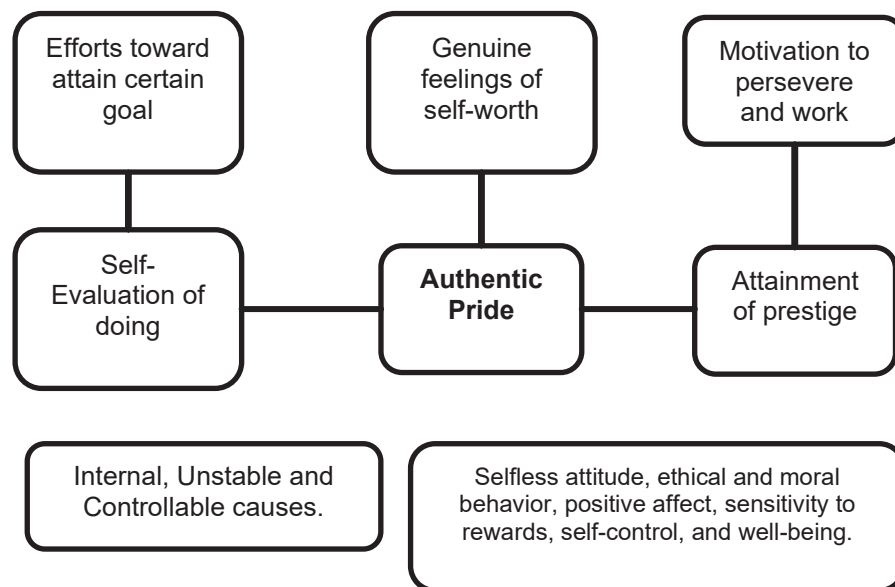 Efforts toward
attain certain
goal
Genuine
feelings of
self-worth
Motivation to
persevere
and work
Self-
Evaluation of
doing
Authentic
Pride
Attainment
of prestige
Internal, Unstable and
Controllable causes.
Selfless attitude, ethical and moral
behavior, positive affect, sensitivity to
rewards, self-control, and well-being.